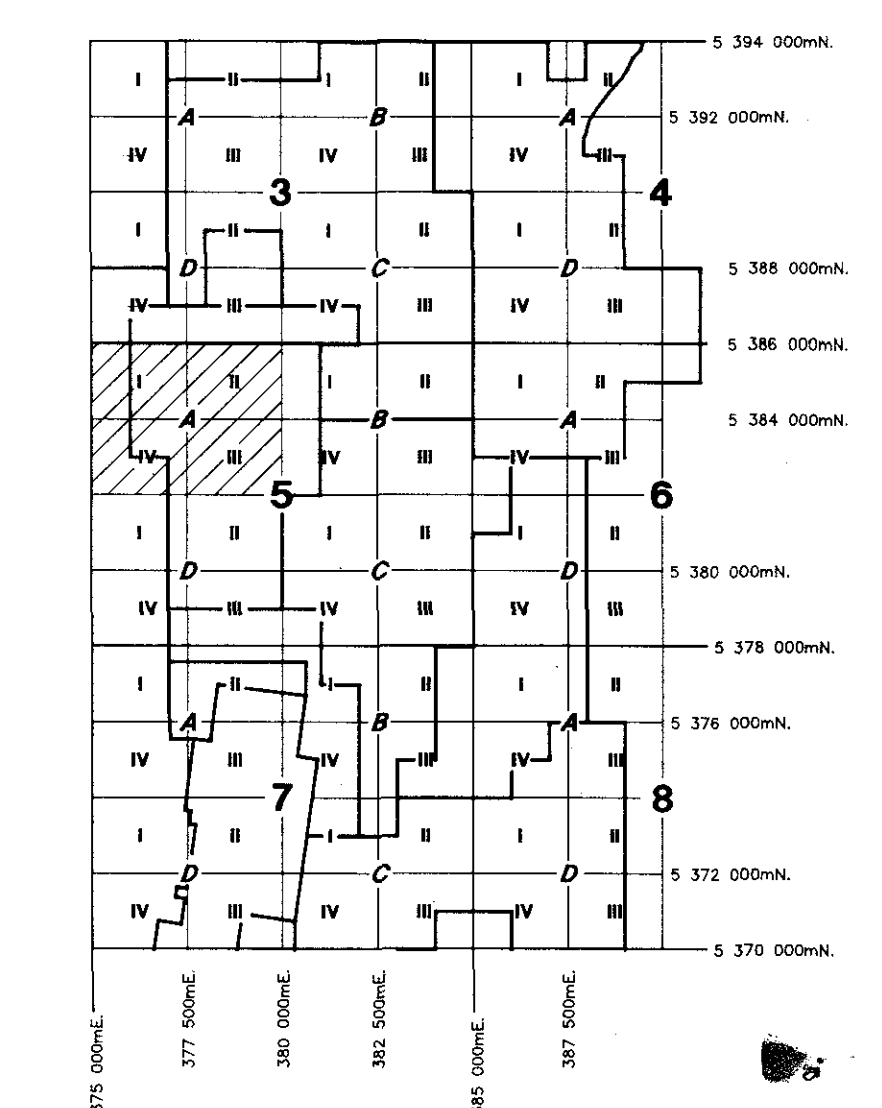 5 394 000mN.
I II I II I II
A B A 5 392 000mN.
IV III IV III IV III
3 4
I II I II I II
D C D 5 388 000mN.
IV III IV III IV III
5 386 000mN.
I II I II I II
A B A 5 384 000mN.
IV III IV III IV III
5 6
I II I II I II
D C D 5 380 000mN.
IV III IV III IV III
5 378 000mN.
I II I II I II
A B A 5 376 000mN.
IV III IV III IV III
7 8
I II I II I II
D C D 5 372 000mN.
IV III IV III IV III
5 370 000mN.
375 000mE.
377 500mE.
380 000mE.
382 500mE.
385 000mE.
387 500mE.